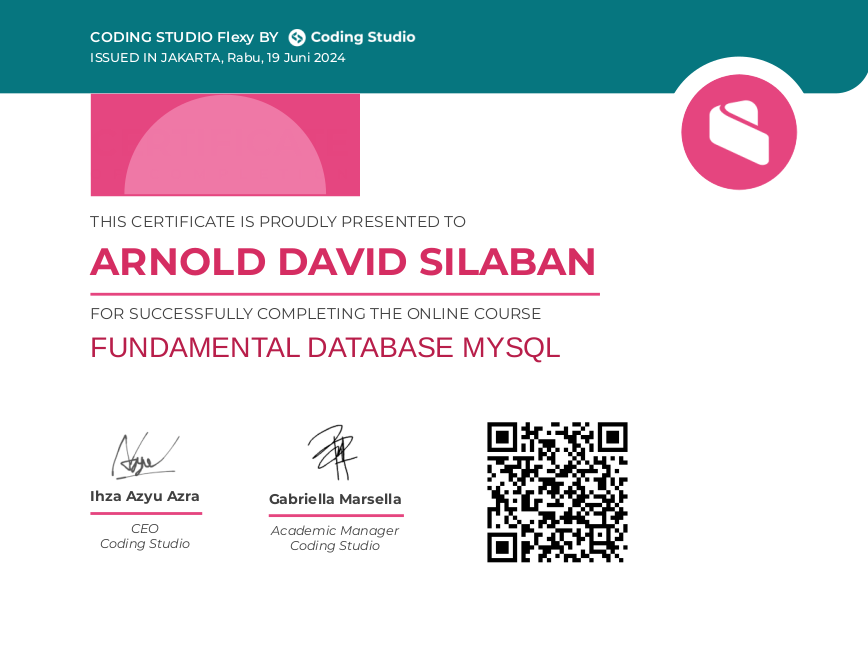 CODING STUDIO Flexy BY Coding Studio
ISSUED IN JAKARTA, Rabu, 19 Juni 2024
THIS CERTIFICATE IS PROUDLY PRESENTED TO
ARNOLD DAVID SILABAN
FOR SUCCESSFULLY COMPLETING THE ONLINE COURSE
FUNDAMENTAL DATABASE MYSQL
Ihza Azyu Azra
CEO
Coding Studio
Gabriella Marsella
Academic Manager
Coding Studio